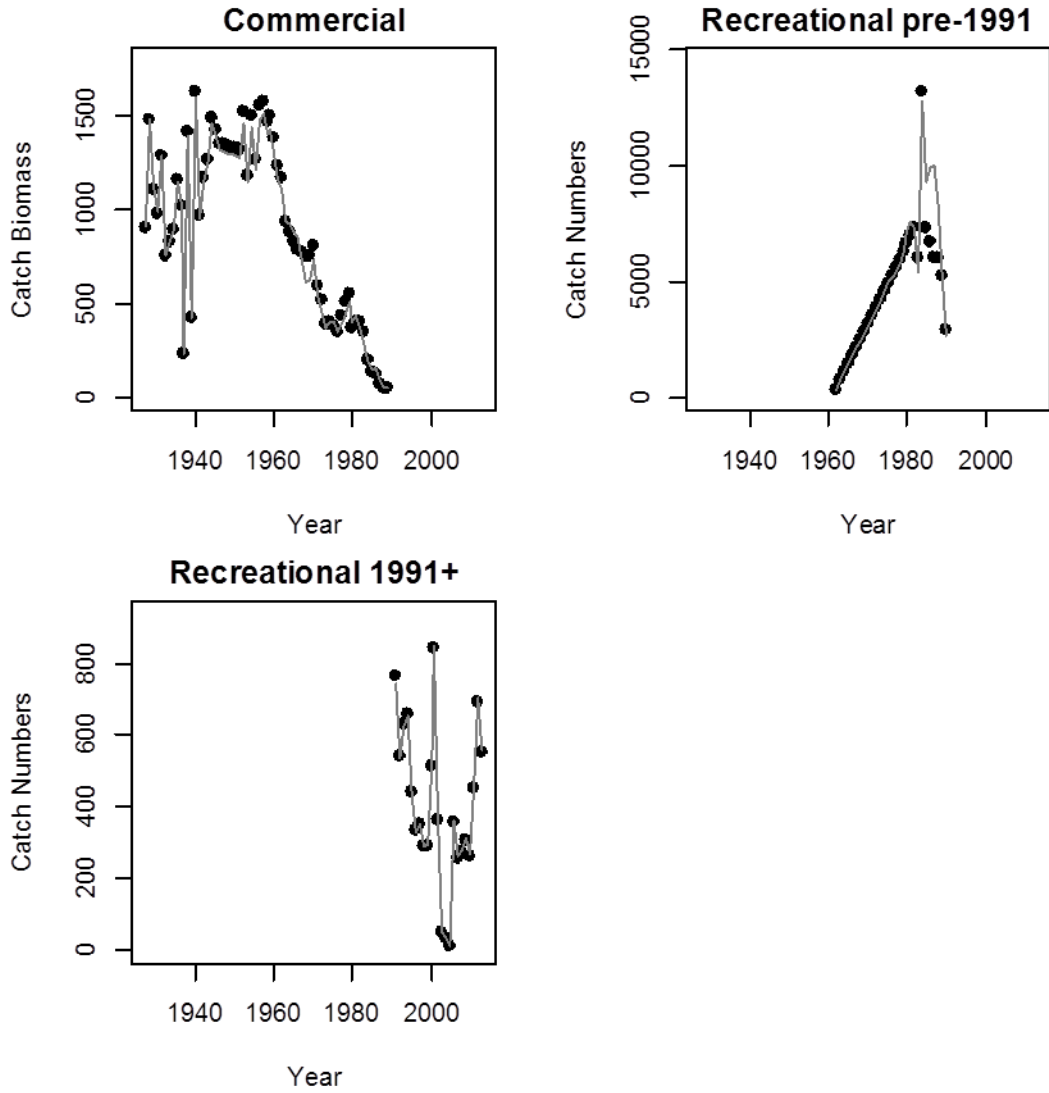 Commercial
Catch Biomass
1500
1000
500
0
1940 1960 1980 2000
Year
Recreational pre-1991
Catch Numbers
15000
10000
5000
0
1940 1960 1980 2000
Year
Recreational 1991+
Catch Numbers
800
600
400
200
0
1940 1960 1980 2000
Year